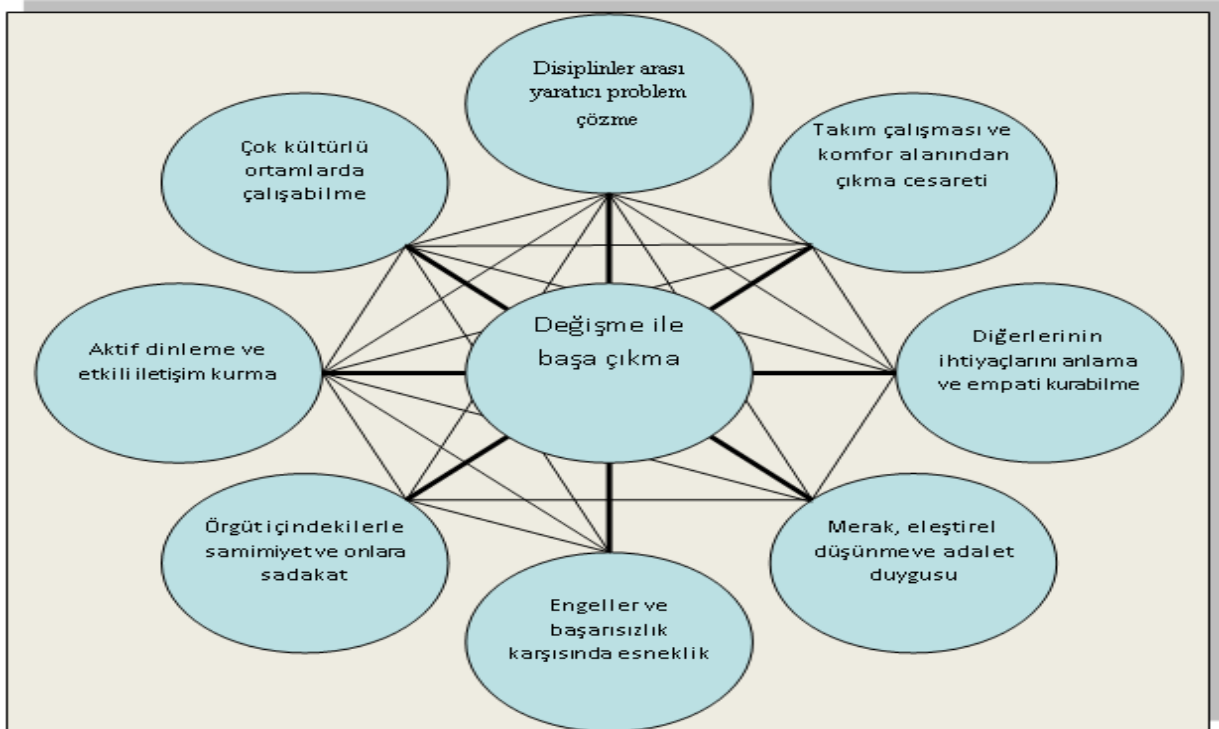 Disiplinler arası
yaratıcı problem
çözme
Çok kültürlü
ortamlarda
çalışabilme
Takım çalışması ve
komfor alanından
çıkma cesareti
Değişme ile
başa çıkma
Aktif dinleme ve
etkili iletişim kurma
Diğerlerinin
ihtiyaçlarını anlama
ve empati kurabilme
Örgüt içindekilerle
samimiyet ve onlara
sadakat
Merak, eleştirel
düşünme ve adalet
duygusu
Engeller ve
başarısızlık
karşısında esneklik